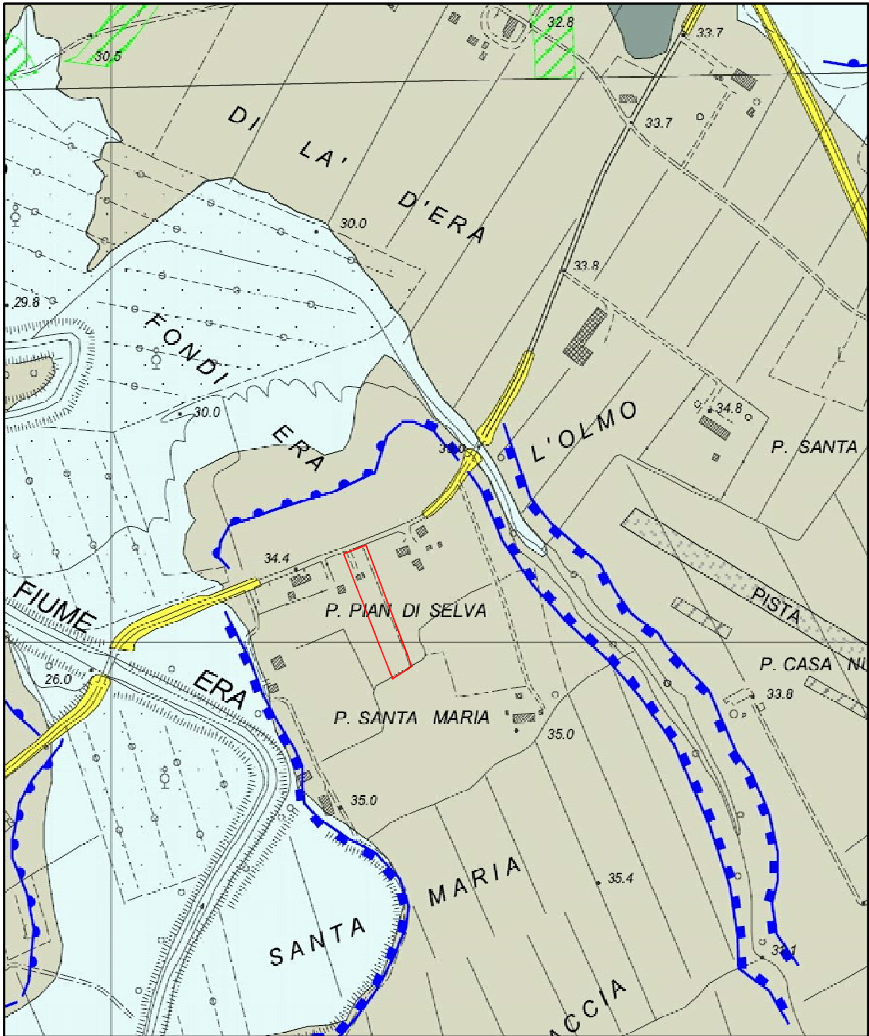 32.8
33.7
30.5
DI
LA'
D'ERA
33.7
30.0
33.8
29.8
FONDI
30.0
ERA
L'OLMO
34.8
P. SANTA
34.4
FIUME
P. PIAN DI SELVA
PISTA
P. CASA NI
26.0
ERA
33.8
P. SANTA MARIA
35.0
35.0
MARIA
35.4
SANTA
ACCIA